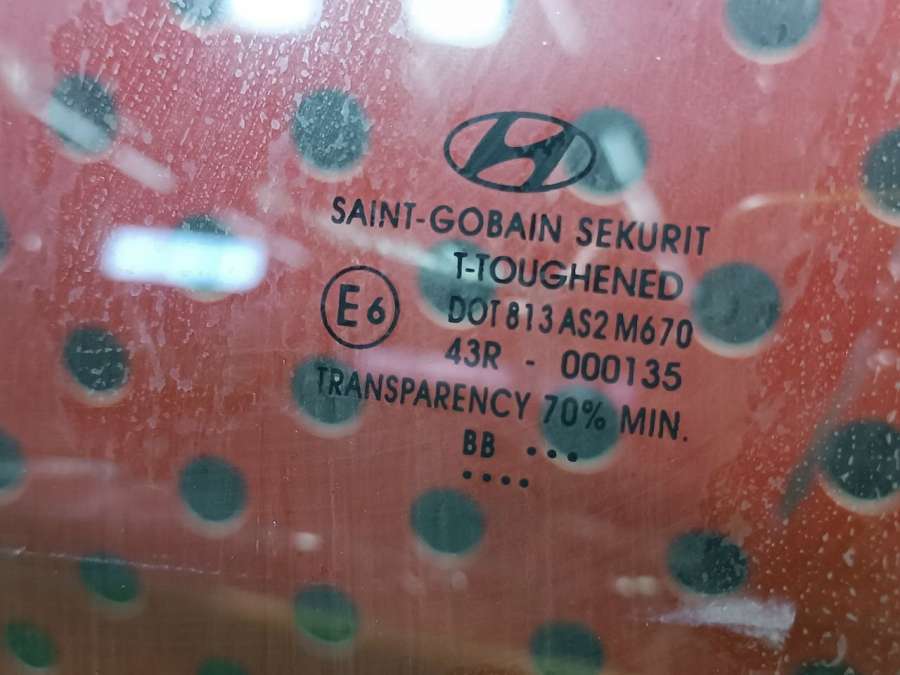 SAINT-GOBAIN SEKURIT
T-TOUGHENED
E6
DOT 813 AS2 M670
43R - 000135
TRANSPARENCY 70% MIN.
BB ...
....